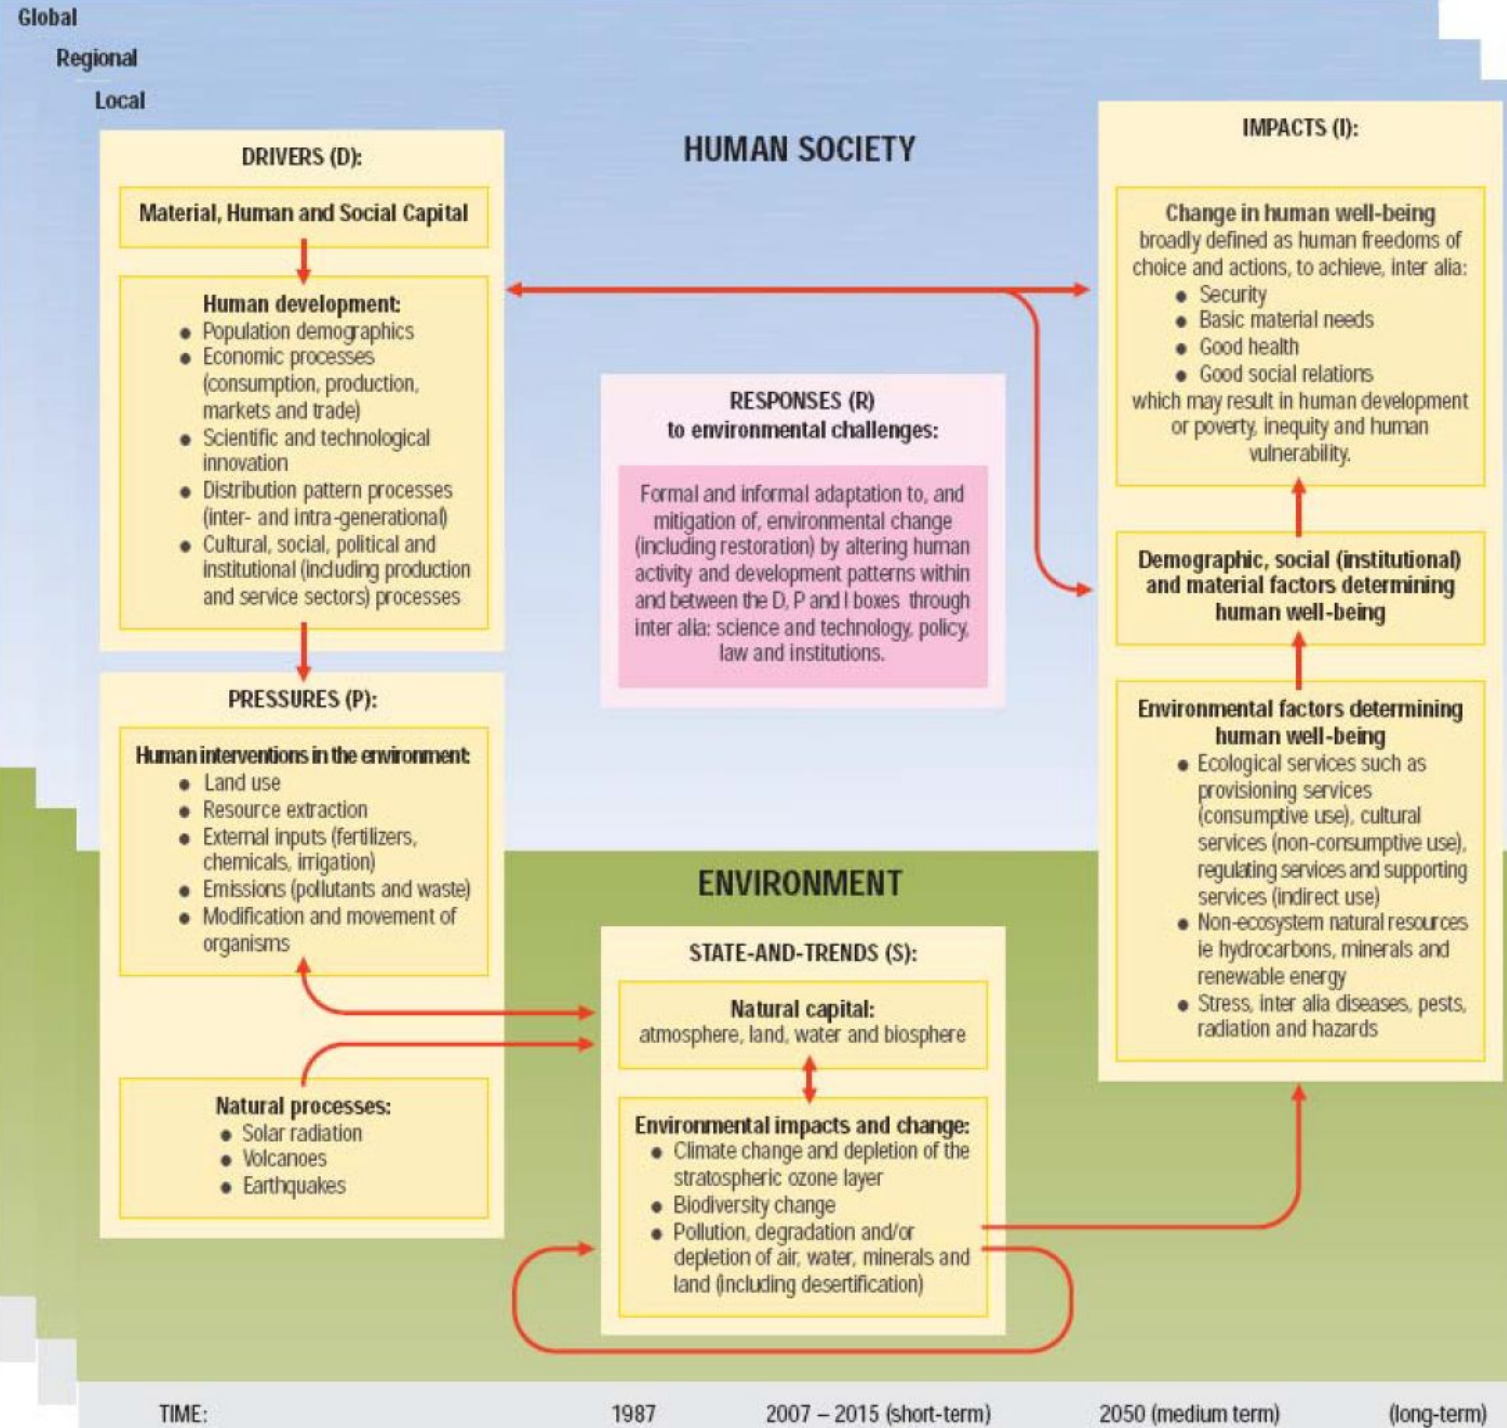 Global
Regional
Local
HUMAN SOCIETY
DRIVERS (D):
Material, Human and Social Capital
Human development:
● Population demographics
● Economic processes
(consumption, production,
markets and trade)
● Scientific and technological
innovation
● Distribution pattern processes
(inter- and intra-generational)
● Cultural, social, political and
institutional (including production
and service sectors) processes
PRESSURES (P):
Human interventions in the environment:
● Land use
● Resource extraction
● External inputs (fertilizers,
chemicals, irrigation)
● Emissions (pollutants and waste)
● Modification and movement of
organisms
Natural processes:
● Solar radiation
● Volcanoes
● Earthquakes
RESPONSES (R)
to environmental challenges:
Formal and informal adaptation to, and
mitigation of, environmental change
(including restoration) by altering human
activity and development patterns within
and between the D, P and I boxes through
inter alia: science and technology, policy,
law and institutions.
ENVIRONMENT
STATE-AND-TRENDS (S):
Natural capital:
atmosphere, land, water and biosphere
Environmental impacts and change:
● Climate change and depletion of the
stratospheric ozone layer
● Biodiversity change
● Pollution, degradation and/or
depletion of air, water, minerals and
land (including desertification)
IMPACTS (I):
Change in human well-being
broadly defined as human freedoms of
choice and actions, to achieve, inter alia:
● Security
● Basic material needs
● Good health
● Good social relations
which may result in human development
or poverty, inequity and human
vulnerability.
Demographic, social (institutional)
and material factors determining
human well-being
Environmental factors determining
human well-being
● Ecological services such as
provisioning services
(consumptive use), cultural
services (non-consumptive use),
regulating services and supporting
services (indirect use)
● Non-ecosystem natural resources
ie hydrocarbons, minerals and
renewable energy
● Stress, inter alia diseases, pests,
radiation and hazards
TIME: 1987 2007 – 2015 (short-term) 2050 (medium term) (long-term)